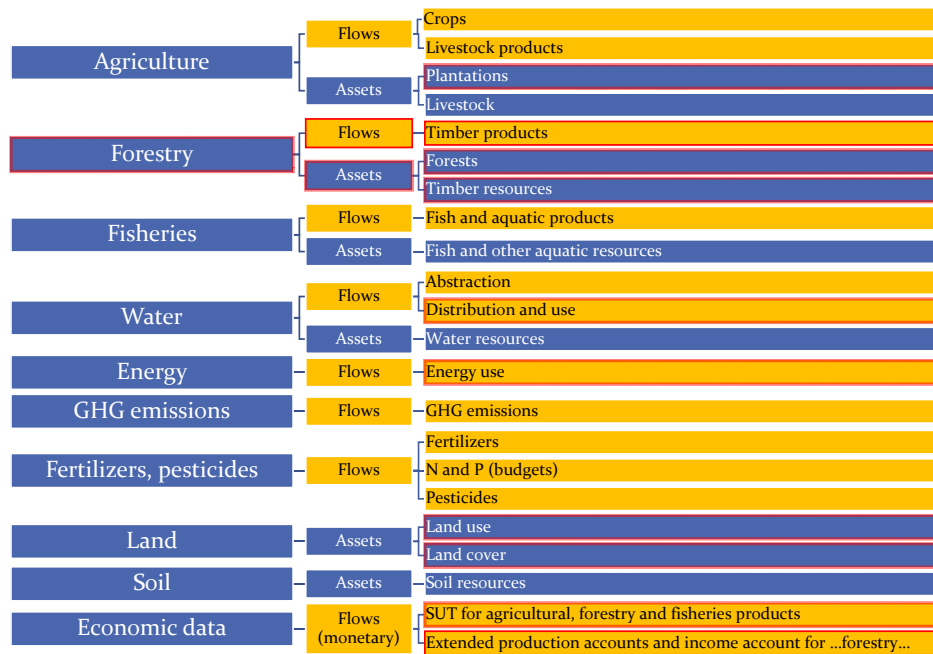 Agriculture
Flows
Crops
Livestock products
Assets
Plantations
Livestock
Forestry
Flows
Timber products
Assets
Forests
Timber resources
Fisheries
Flows
Fish and aquatic products
Assets
Fish and other aquatic resources
Water
Flows
Abstraction
Distribution and use
Assets
Water resources
Energy
Flows
Energy use
GHG emissions
Flows
GHG emissions
Fertilizers, pesticides
Flows
Fertilizers
N and P (budgets)
Pesticides
Land
Assets
Land use
Land cover
Soil
Assets
Soil resources
Economic data
Flows
(monetary)
SUT for agricultural, forestry and fisheries products
Extended production accounts and income account for ...forestry...